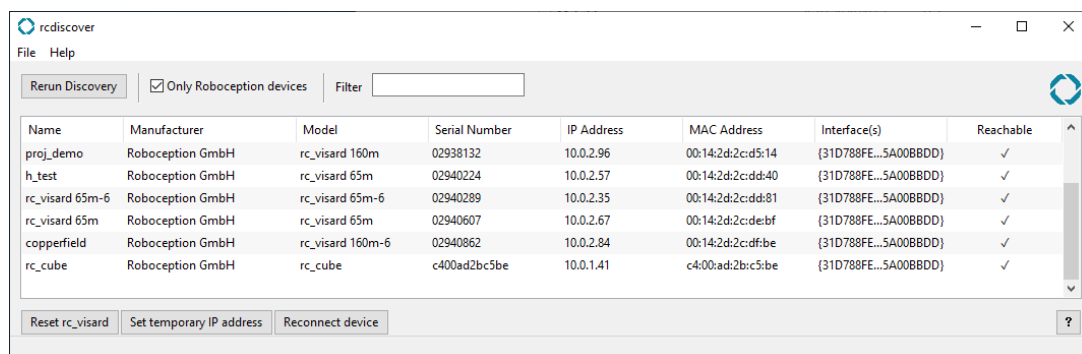 rcdiscover
File Help
Rerun Discovery Only Roboception devices Filter
Name Manufacturer Model Serial Number IP Address MAC Address Interface(s) Reachable
proj_demo Roboception GmbH rc_visard 160m 02938132 10.0.2.96 00:14:2d:2c:d5:14 {31D788FE...5A00BBDD} ✓
h_test Roboception GmbH rc_visard 65m 02940224 10.0.2.57 00:14:2d:2c:dd:40 {31D788FE...5A00BBDD} ✓
rc_visard 65m-6 Roboception GmbH rc_visard 65m-6 02940289 10.0.2.35 00:14:2d:2c:dd:81 {31D788FE...5A00BBDD} ✓
rc_visard 65m Roboception GmbH rc_visard 65m 02940607 10.0.2.67 00:14:2d:2c:de:bf {31D788FE...5A00BBDD} ✓
copperfield Roboception GmbH rc_visard 160m-6 02940862 10.0.2.84 00:14:2d:2c:df:be {31D788FE...5A00BBDD} ✓
rc_cube Roboception GmbH rc_cube c400ad2bc5be 10.0.1.41 c4:00:ad:2b:c5:be {31D788FE...5A00BBDD} ✓
Reset rc_visard Set temporary IP address Reconnect device ?